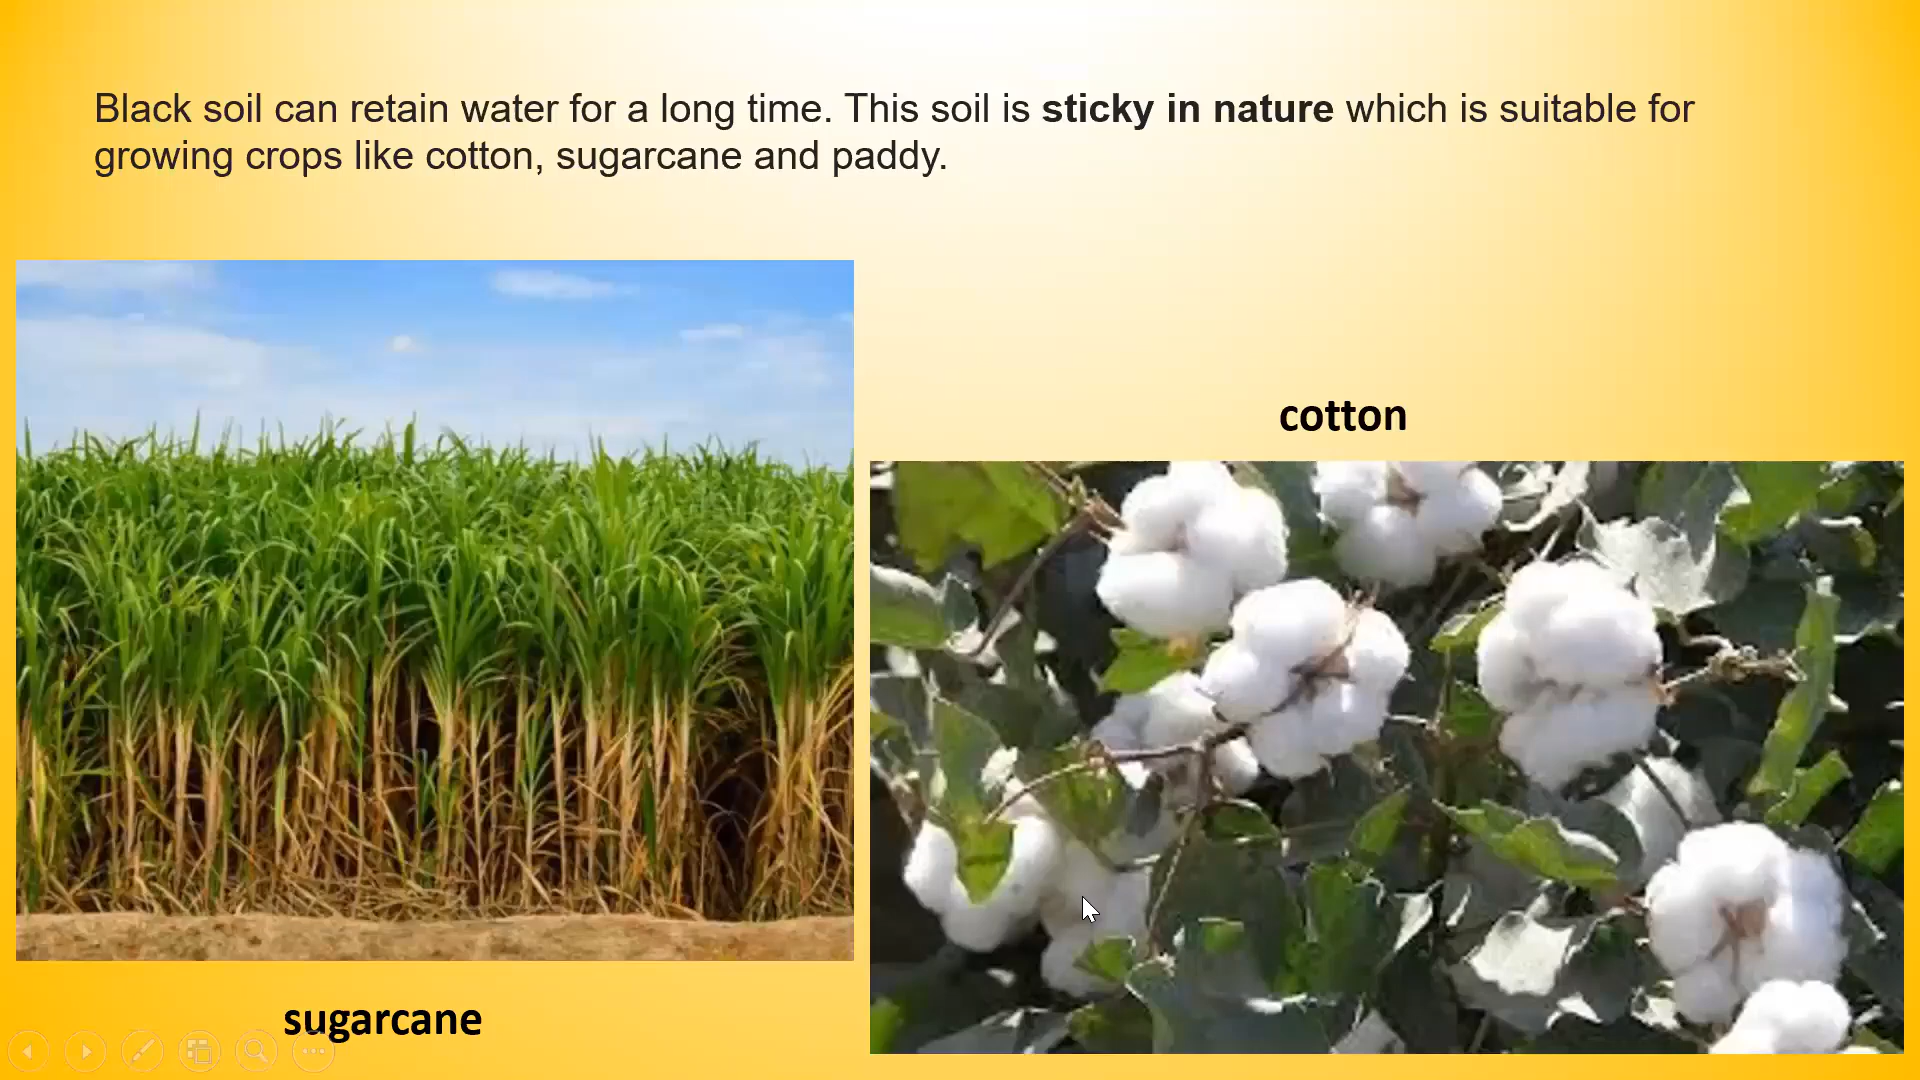 Black soil can retain water for a long time. This soil is sticky in nature which is suitable for
growing crops like cotton, sugarcane and paddy.
cotton
sugarcane